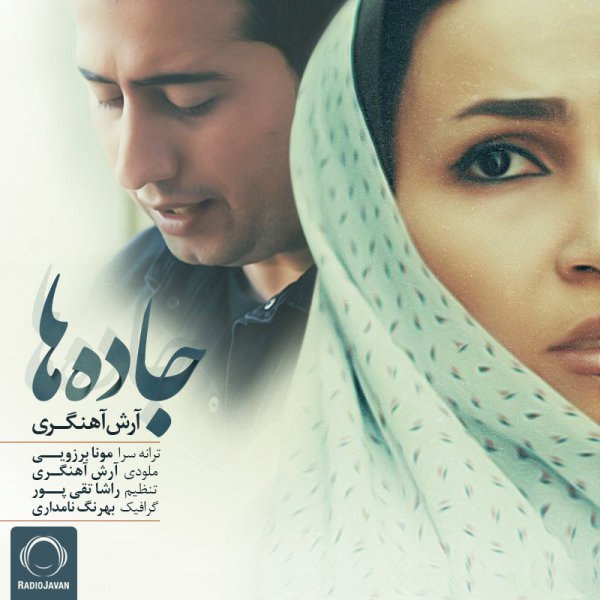 جاده‌ها
آرش آهنگری
ترانه سرا مونا برزویی
ملودی آرش آهنگری
تنظیم راشا تقی پور
گرافیک بهرنگ نامداری
RADIOJAVAN